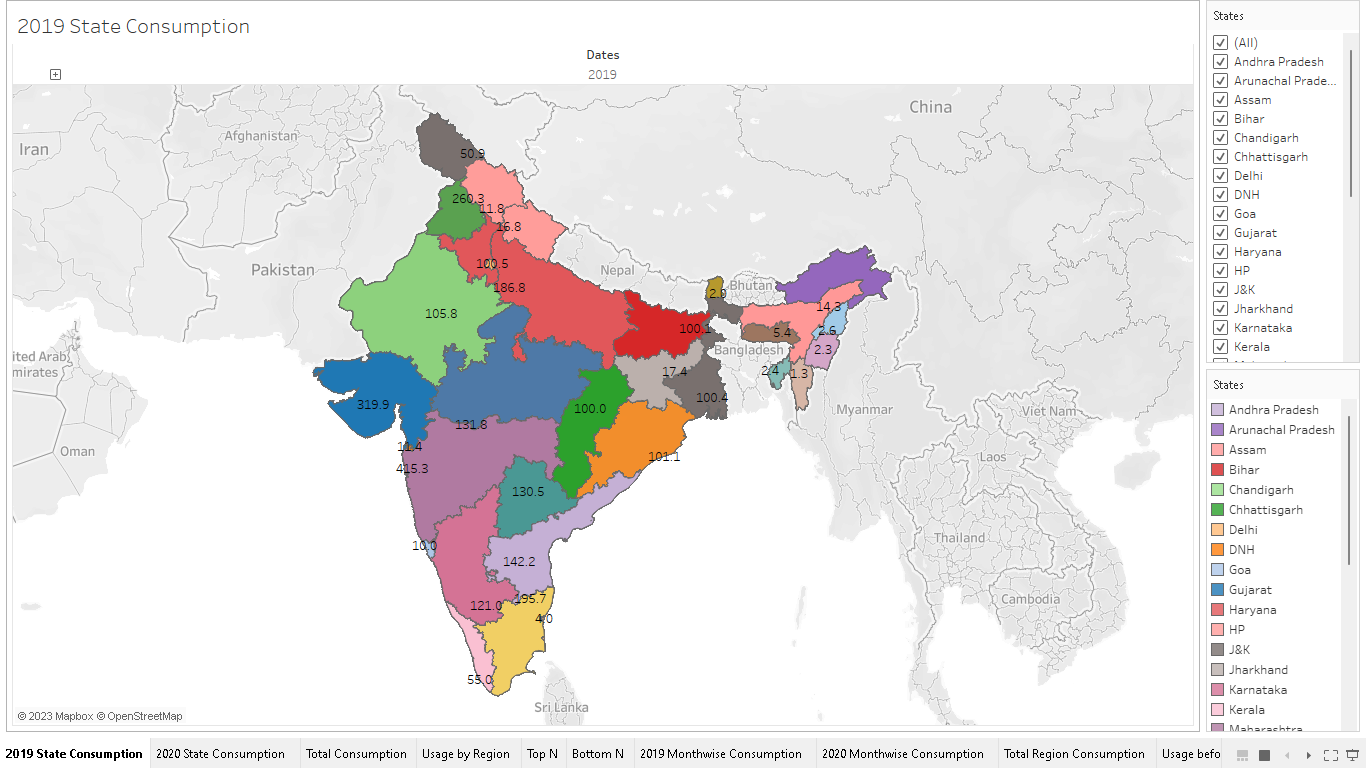 2019 State Consumption
Dates
2019
China
Afghanistan
Iran
50.9
260.3
11.8
16.8
Pakistan
100.5
Nepal
186.8
2.0
Bhutan
105.8
14.3
100.1
5.4
2.6
Bangladesh
2.3
ited Arab
mirates
17.4
2.4
1.3
319.9
100.0
100.4
Myanmar
Viet Nam
131.8
11.4
415.3
Oman
101.1
Laos
130.5
10.0
Thailand
142.2
195.7
121.0
4.0
Cambodia
55.0
Sri Lanka
© 2023 Mapbox © OpenStreetMap
States
(All)
Andhra Pradesh
Arunachal Prade...
Assam
Bihar
Chandigarh
Chhattisgarh
Delhi
DNH
Goa
Gujarat
Haryana
HP
J&K
Jharkhand
Karnataka
Kerala
States
Andhra Pradesh
Arunachal Pradesh
Assam
Bihar
Chandigarh
Chhattisgarh
Delhi
DNH
Goa
Gujarat
Haryana
HP
J&K
Jharkhand
Karnataka
Kerala
Maharashtra
2019 State Consumption
2020 State Consumption
Total Consumption
Usage by Region
Top N
Bottom N
2019 Monthwise Consumption
2020 Monthwise Consumption
Total Region Consumption
Usage befo